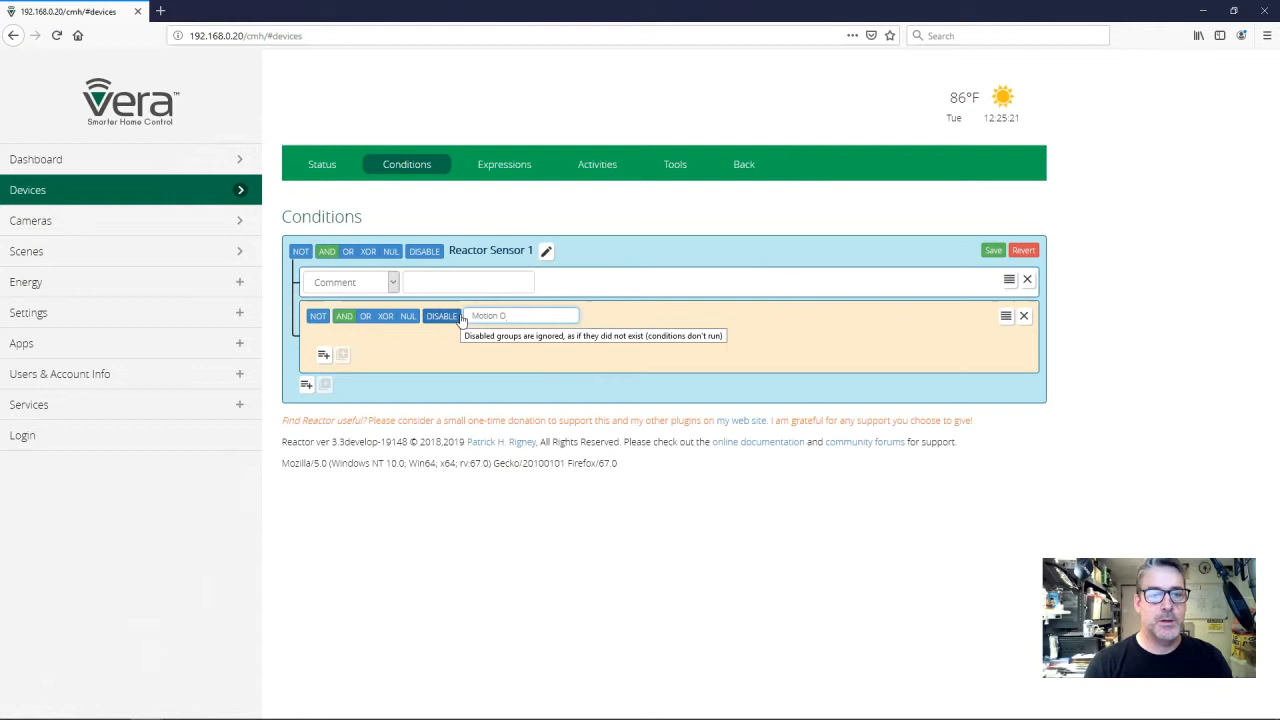 192.168.0.20/cmh/#devices
192.168.0.20/cmh/#devices
Search
vera™
Smarter Home Control
86°F
Tue 12:25:21
Dashboard
Devices
Cameras
Scenes
Energy
Settings
Apps
Users & Account Info
Services
Login
Status Conditions Expressions Activities Tools Back
Conditions
NOT AND OR XOR NUL DISABLE Reactor Sensor 1 Save Revert
Comment
NOT AND OR XOR NUL DISABLE Motion O
Disabled groups are ignored, as if they did not exist (conditions don't run)
Find Reactor useful? Please consider a small one-time donation to support this and my other plugins on my web site. I am grateful for any support you choose to give!
Reactor ver 3.3develop-19148 © 2018,2019 Patrick H. Rigney, All Rights Reserved. Please check out the online documentation and community forums for support.
Mozilla/5.0 (Windows NT 10.0; Win64; x64; rv:67.0) Gecko/20100101 Firefox/67.0